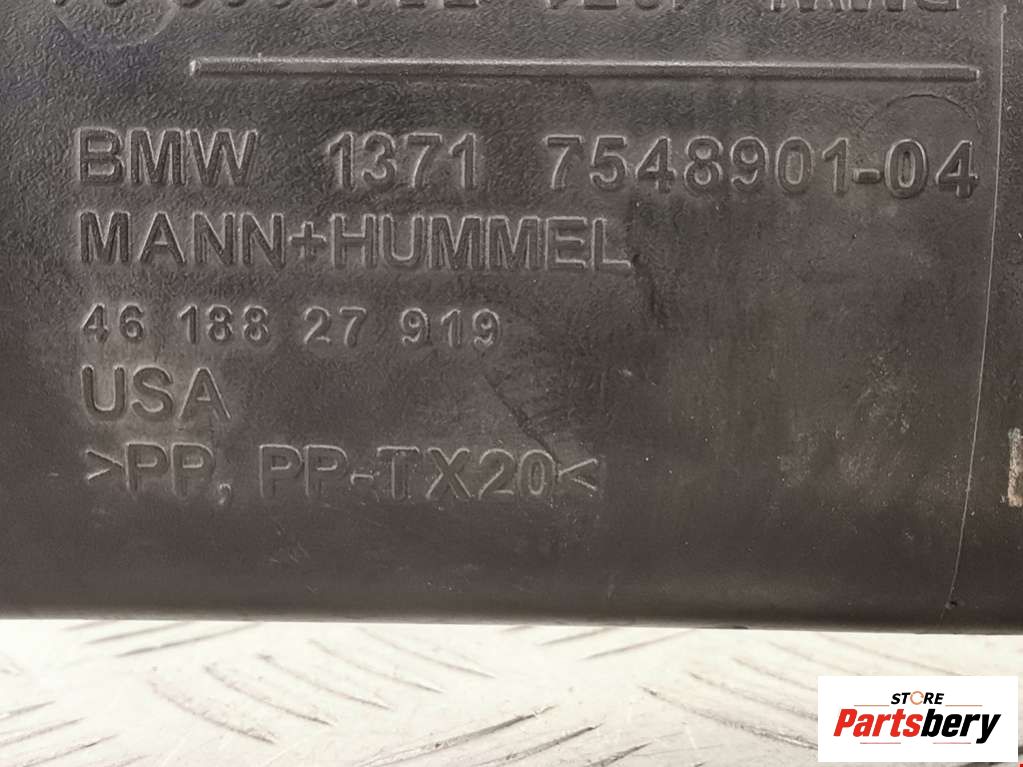 BMW 1371 7548901-04
MANN+HUMMEL
46 188 27 919
USA
>PP, PP-TX20<
STORE
Partsbery